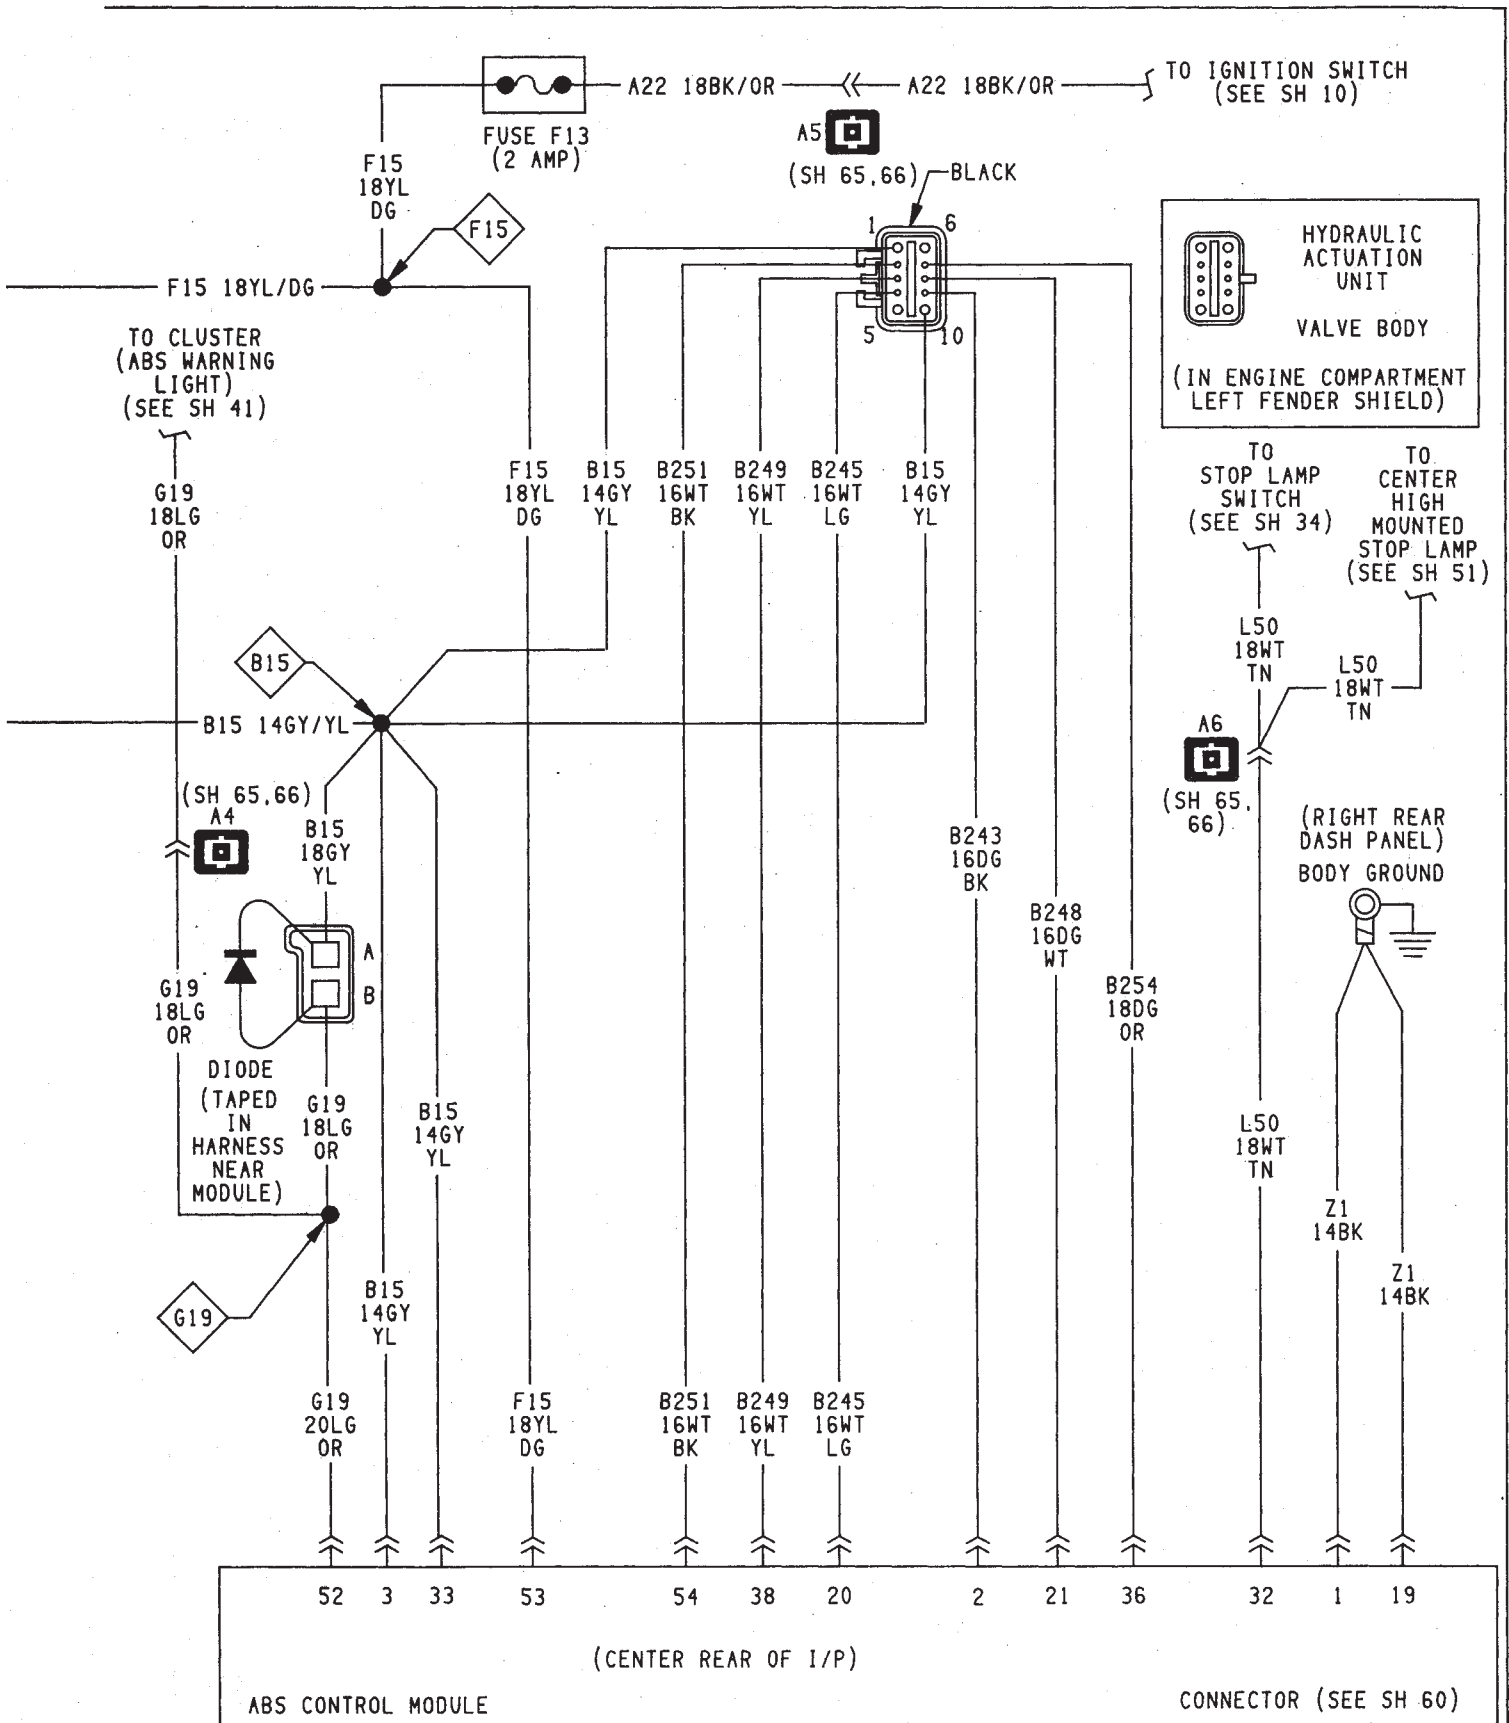 A22 18BK/OR
A22 18BK/OR
TO IGNITION SWITCH
(SEE SH 10)
FUSE F13
(2 AMP)
A5
(SH 65,66)
BLACK
F15
18YL
DG
F15
1
6
5
10
HYDRAULIC
ACTUATION
UNIT
VALVE BODY
(IN ENGINE COMPARTMENT
LEFT FENDER SHIELD)
F15 18YL/DG
TO CLUSTER
(ABS WARNING
LIGHT)
(SEE SH 41)
G19
18LG
OR
F15
18YL
DG
B15
14GY
YL
B251
16WT
BK
B249
16WT
YL
B245
16WT
LG
B15
14GY
YL
TO
STOP LAMP
SWITCH
(SEE SH 34)
TO
CENTER
HIGH
MOUNTED
STOP LAMP
(SEE SH 51)
L50
18WT
TN
L50
18WT
TN
B15
B15 14GY/YL
A6
(SH 65,
66)
(SH 65,66)
A4
B15
18GY
YL
B243
16DG
BK
B248
16DG
WT
B254
18DG
OR
(RIGHT REAR
DASH PANEL)
BODY GROUND
A
B
G19
18LG
OR
DIODE
(TAPED
IN
HARNESS
NEAR
MODULE)
G19
18LG
OR
B15
14GY
YL
L50
18WT
TN
Z1
14BK
Z1
14BK
G19
B15
14GY
YL
G19
20LG
OR
F15
18YL
DG
B251
16WT
BK
B249
16WT
YL
B245
16WT
LG
52 3 33 53 54 38 20 2 21 36 32 1 19
(CENTER REAR OF I/P)
ABS CONTROL MODULE
CONNECTOR (SEE SH 60)